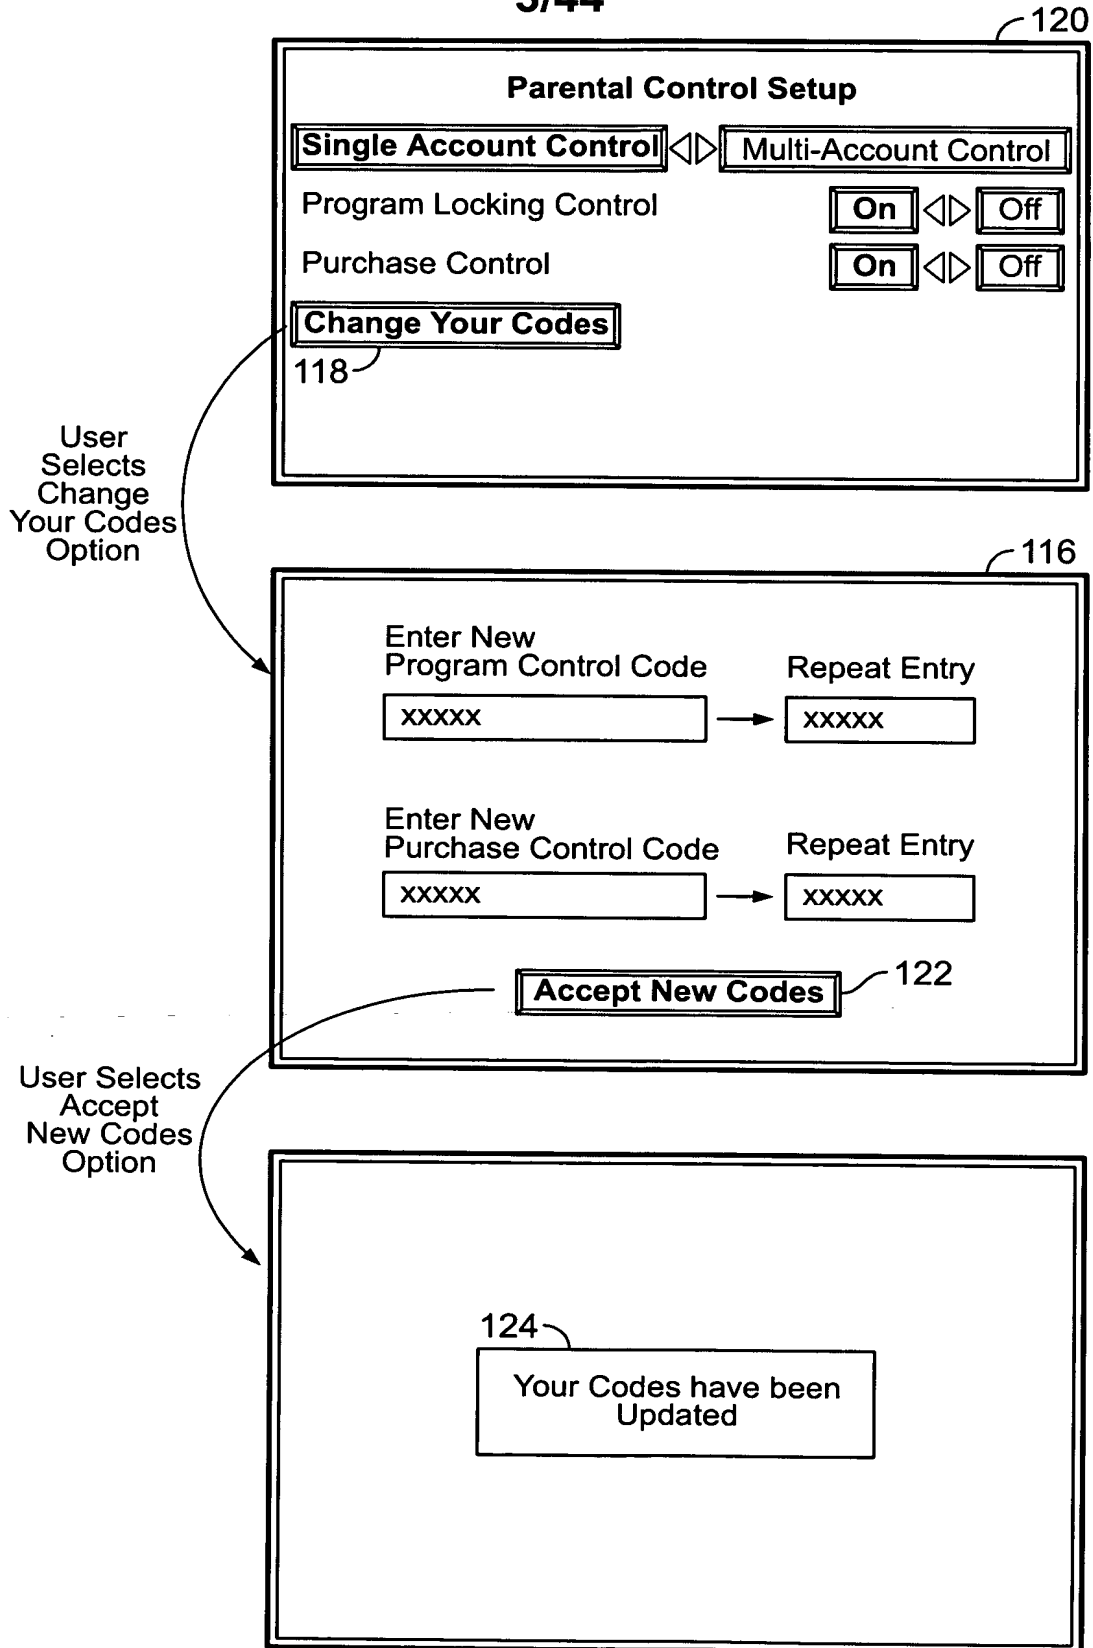 120
Parental Control Setup
Single Account Control
Multi-Account Control
Program Locking Control
On
Off
Purchase Control
On
Off
Change Your Codes
118
User
Selects
Change
Your Codes
Option
116
Enter New
Program Control Code
Repeat Entry
xxxxx
xxxxx
Enter New
Purchase Control Code
Repeat Entry
xxxxx
xxxxx
Accept New Codes
122
User Selects
Accept
New Codes
Option
124
Your Codes have been
Updated